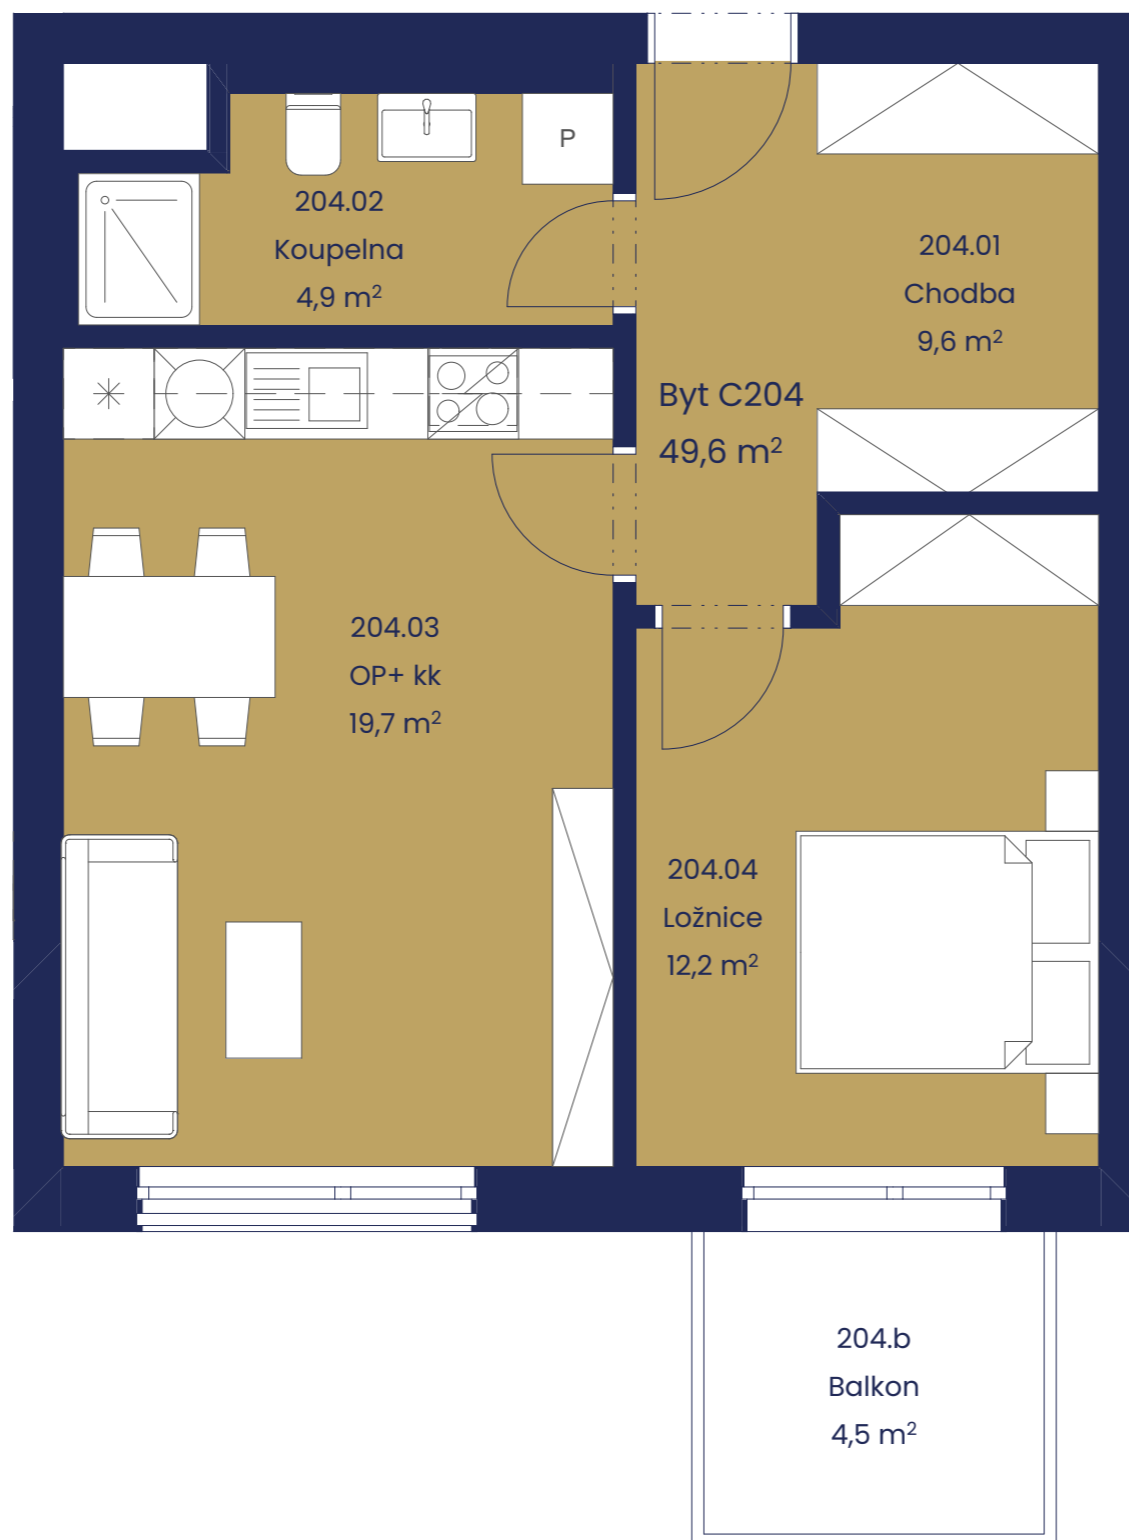 P
204.02
Koupelna
4,9 m²
204.01
Chodba
9,6 m²
Byt C204
49,6 m²
204.03
OP+ kk
19,7 m²
204.04
Ložnice
12,2 m²
204.b
Balkon
4,5 m²